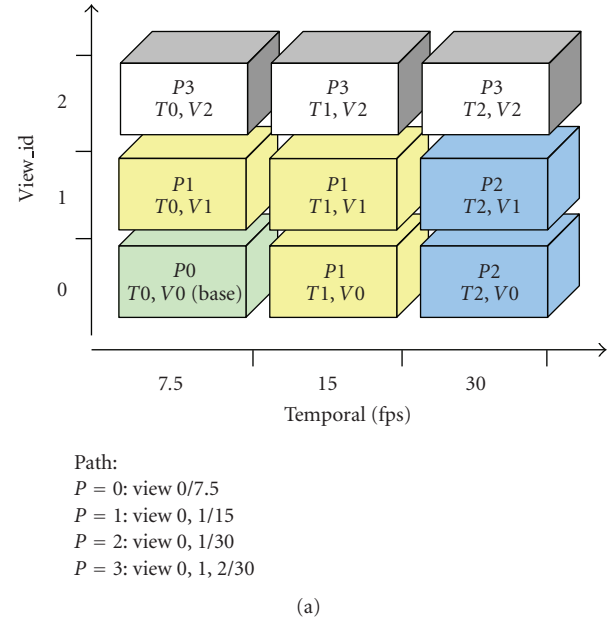 View_id
2
1
0
P3
T0, V2
P3
T1, V2
P3
T2, V2
P1
T0, V1
P1
T1, V1
P2
T2, V1
P0
T0, V0 (base)
P1
T1, V0
P2
T2, V0
7.5
15
30
Temporal (fps)
Path:
P = 0: view 0/7.5
P = 1: view 0, 1/15
P = 2: view 0, 1/30
P = 3: view 0, 1, 2/30
(a)